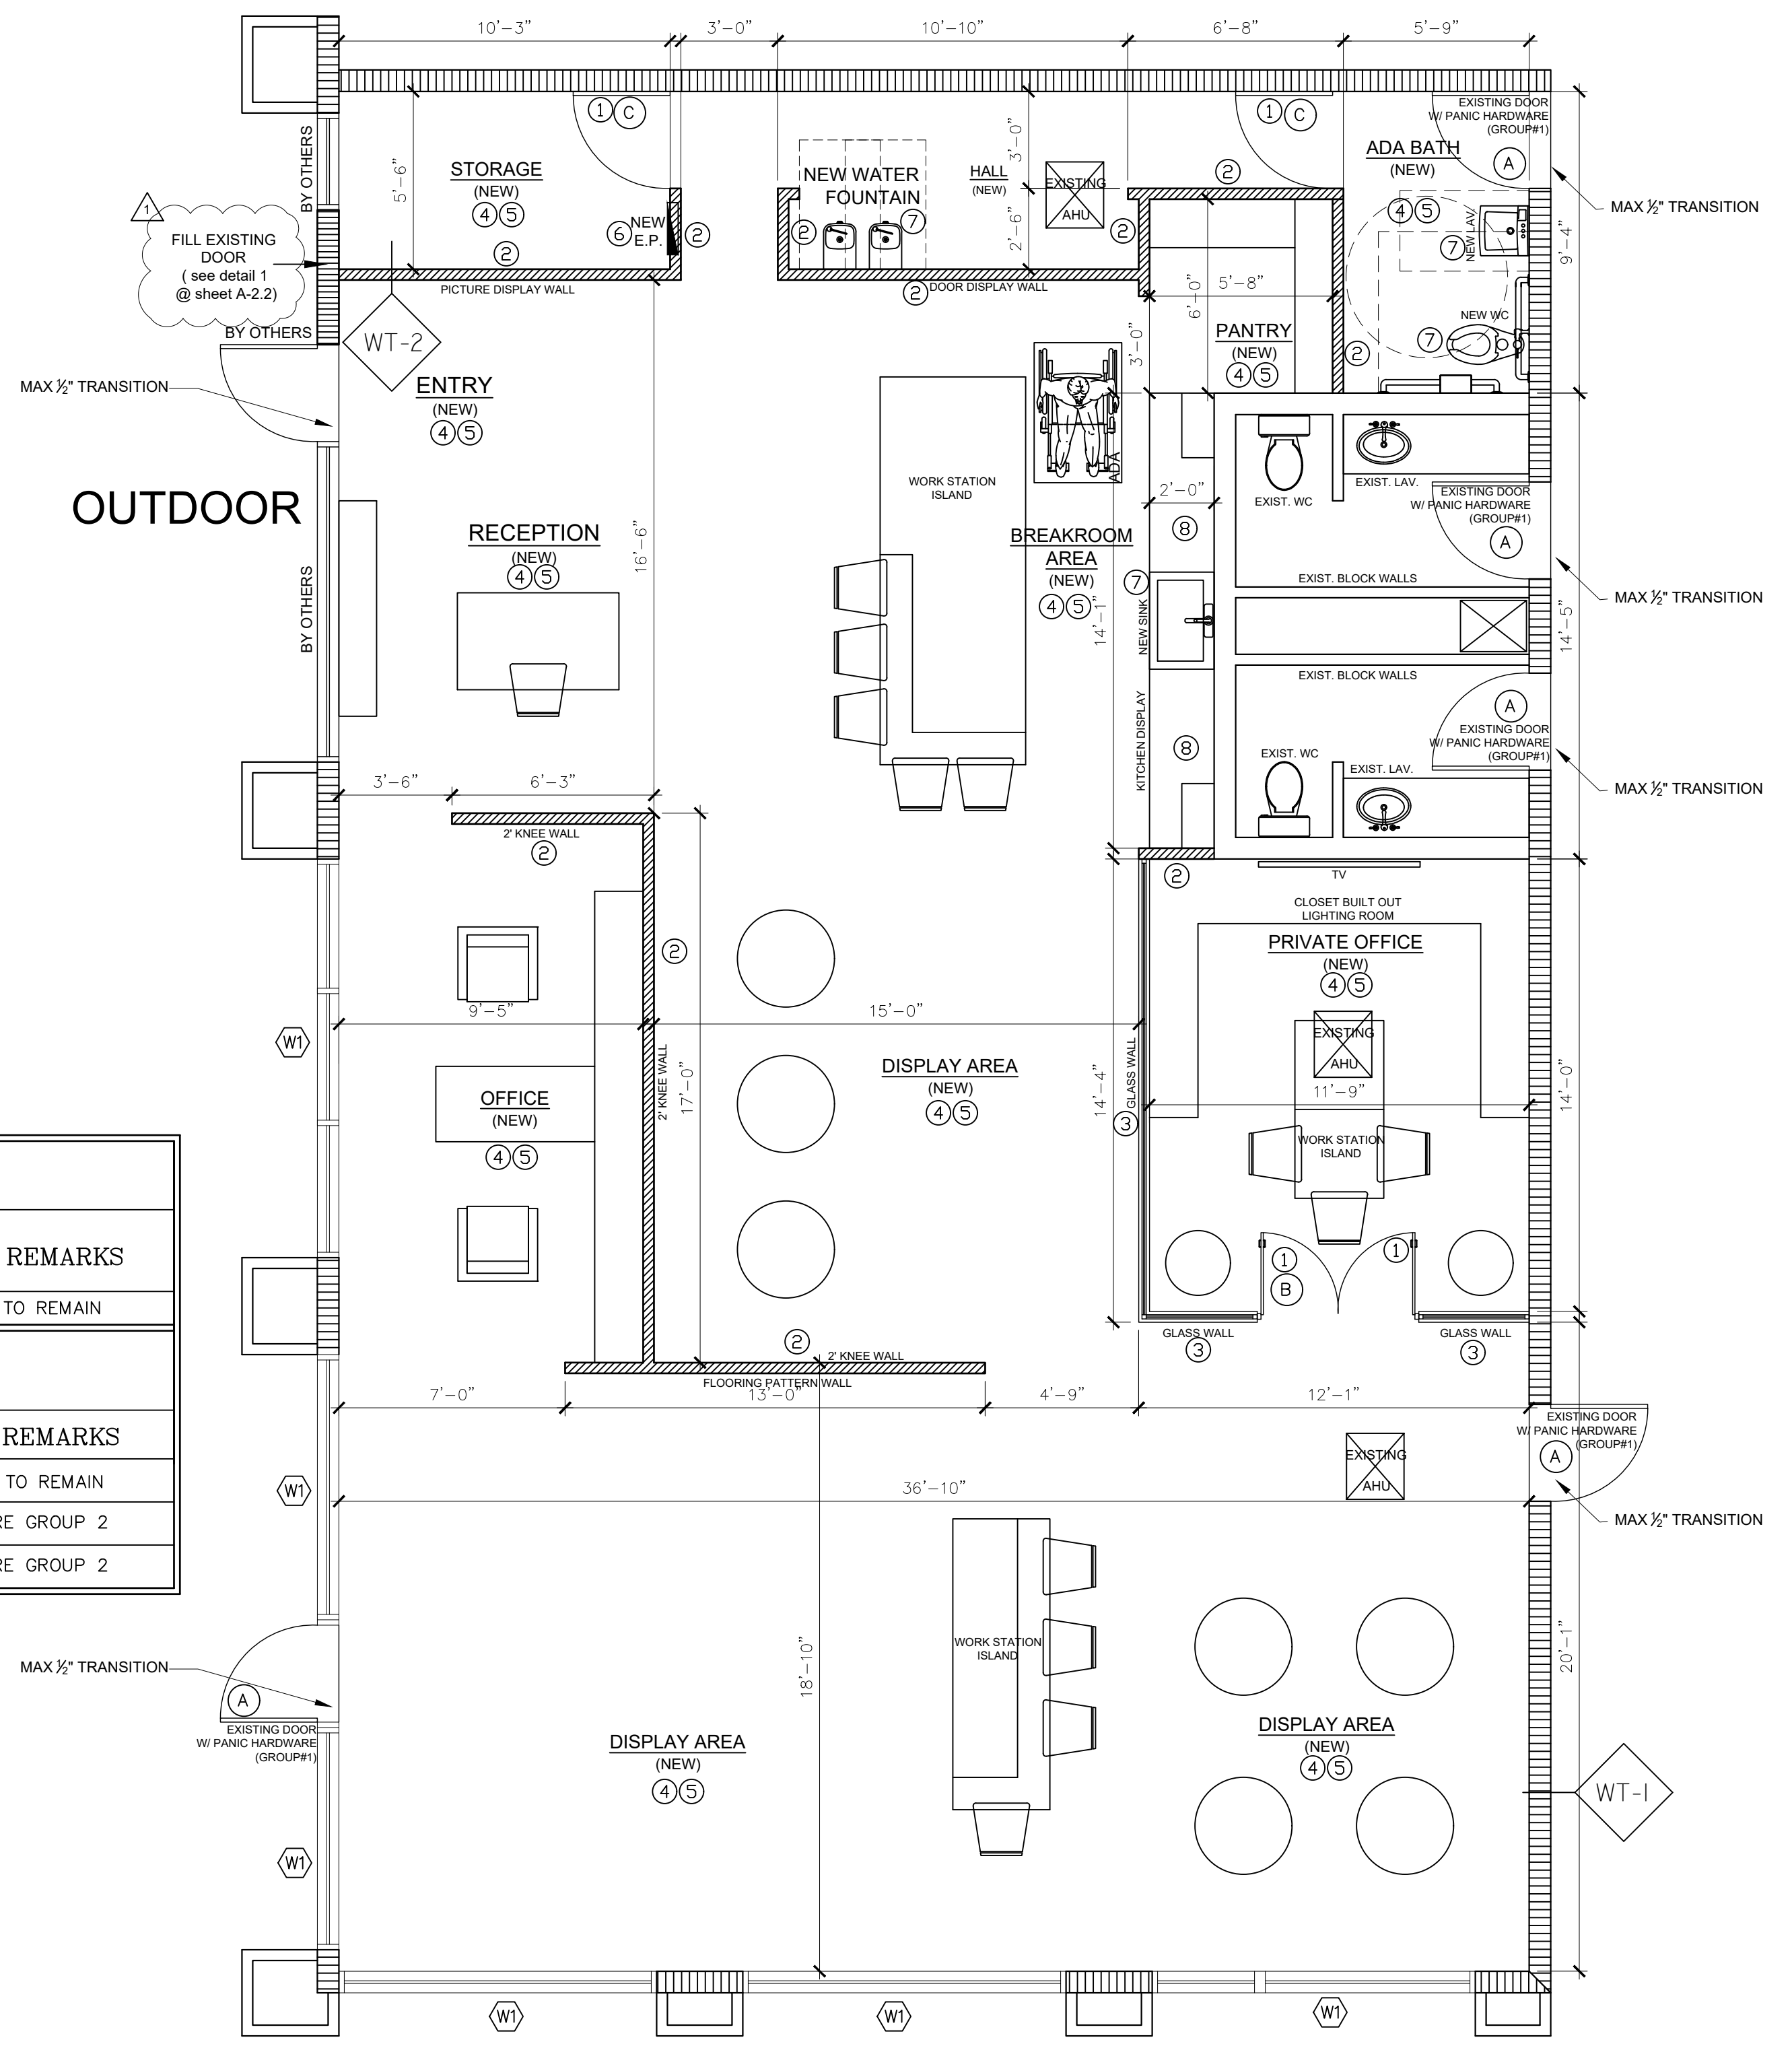 10'-3"
3'-0"
10'-10"
6'-8"
5'-9"
BY OTHERS
5'-6"
STORAGE
(NEW)
4 5
2
1 C
6
NEW
E.P.
2
PICTURE DISPLAY WALL
NEW WATER
FOUNTAIN
7
2
HALL
(NEW)
3'-0"
2'-6"
EXISTING
AHU
2
2
DOOR DISPLAY WALL
1 C
2
EXISTING DOOR
W/ PANIC HARDWARE
(GROUP#1)
ADA BATH
(NEW)
A
4 5
7
NEW LAV.
NEW WC
7
2
9'-4"
MAX ½" TRANSITION
1
FILL EXISTING
DOOR
( see detail 1
@ sheet A-2.2)
BY OTHERS
WT-2
MAX ½" TRANSITION
ENTRY
(NEW)
4 5
5'-8"
6'-0"
3'-0"
PANTRY
(NEW)
4 5
OUTDOOR
BY OTHERS
RECEPTION
(NEW)
4 5
16'-6"
WORK STATION
ISLAND
ADA
BREAKROOM
AREA
(NEW)
4 5
14'-1"
2'-0"
8
7
NEW SINK
KITCHEN DISPLAY
8
EXIST. WC
EXIST. LAV.
EXISTING DOOR
W/ PANIC HARDWARE
(GROUP#1)
A
EXIST. BLOCK WALLS
MAX ½" TRANSITION
14'-5"
EXIST. BLOCK WALLS
A
EXISTING DOOR
W/ PANIC HARDWARE
(GROUP#1)
EXIST. WC
EXIST. LAV.
MAX ½" TRANSITION
3'-6"
6'-3"
2' KNEE WALL
2
2
TV
CLOSET BUILT OUT
LIGHTING ROOM
PRIVATE OFFICE
(NEW)
4 5
EXISTING
AHU
11'-9"
WORK STATION
ISLAND
2
9'-5"
15'-0"
W1
2' KNEE WALL
17'-0"
DISPLAY AREA
(NEW)
4 5
14'-4"
GLASS WALL
3
14'-0"
OFFICE
(NEW)
4 5
1
B
1
GLASS WALL
3
GLASS WALL
3
2
2' KNEE WALL
FLOORING PATTERN WALL
7'-0"
13'-0"
4'-9"
12'-1"
EXISTING DOOR
W/ PANIC HARDWARE
(GROUP#1)
A
EXISTING
AHU
36'-10"
MAX ½" TRANSITION
REMARKS
TO REMAIN
REMARKS
TO REMAIN
RE GROUP 2
RE GROUP 2
W1
MAX ½" TRANSITION
A
EXISTING DOOR
W/ PANIC HARDWARE
(GROUP#1)
18'-10"
WORK STATION
ISLAND
20'-1"
DISPLAY AREA
(NEW)
4 5
DISPLAY AREA
(NEW)
4 5
WT-1
W1
W1
W1
W1